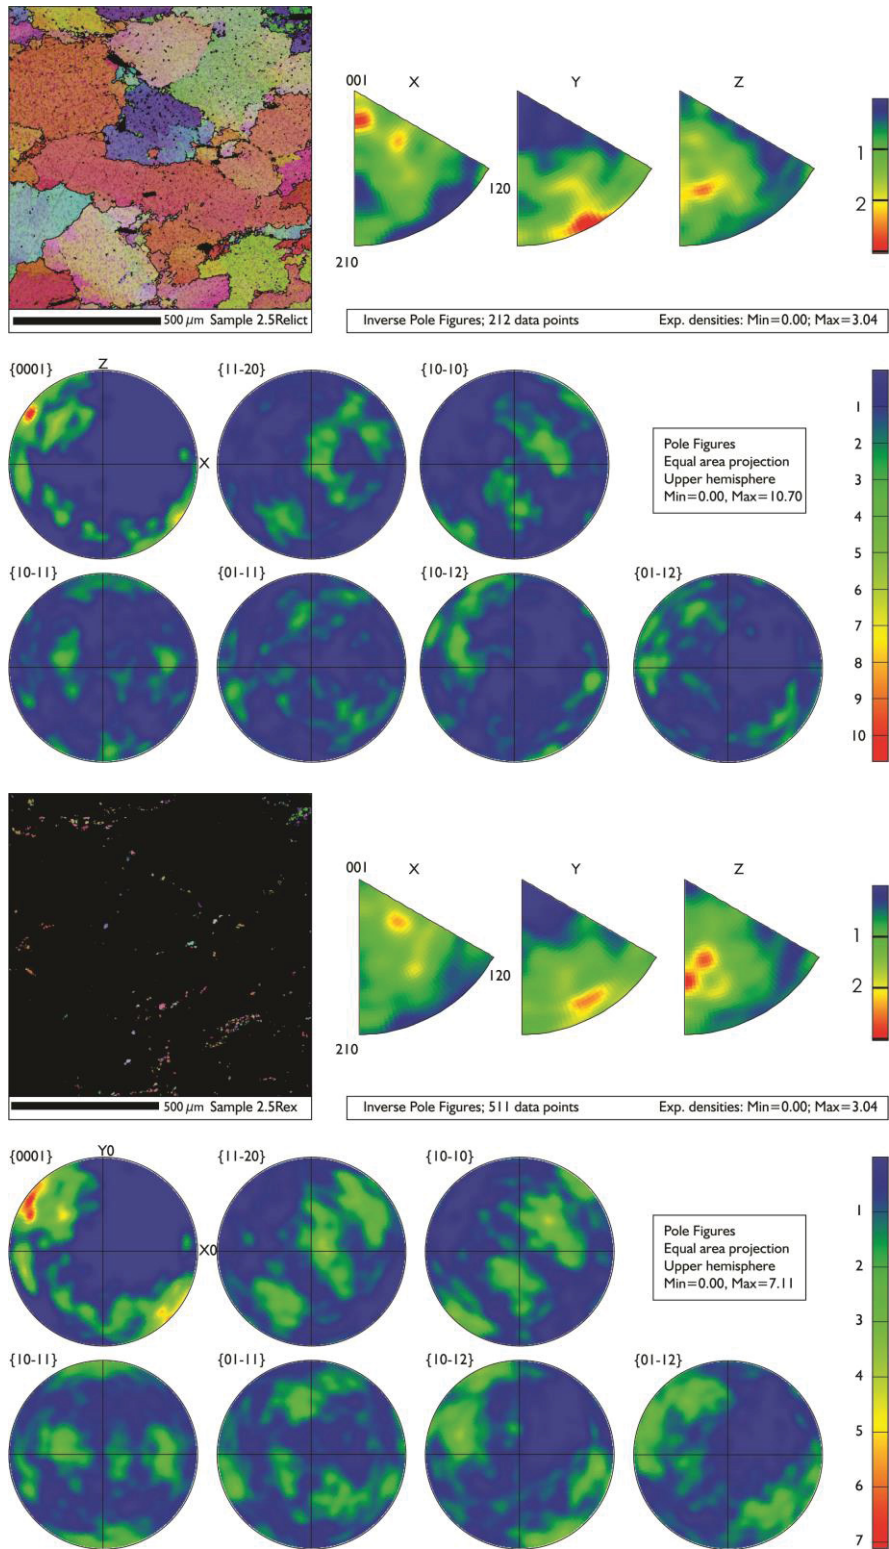 001 X Y Z
1
120
2
210
500 μm Sample 2.5Relict
Inverse Pole Figures; 212 data points Exp. densities: Min=0.00; Max=3.04
Z
{0001} {11-20} {10-10}
X
Pole Figures
Equal area projection
Upper hemisphere
Min=0.00, Max=10.70
1
2
3
4
5
6
7
8
9
10
{10-11} {01-11} {10-12} {01-12}
001 X Y Z
1
120
2
210
500 μm Sample 2.5Rex
Inverse Pole Figures; 511 data points Exp. densities: Min=0.00; Max=3.04
Y0
{0001} {11-20} {10-10}
X0
Pole Figures
Equal area projection
Upper hemisphere
Min=0.00, Max=7.11
1
2
3
4
5
6
7
{10-11} {01-11} {10-12} {01-12}